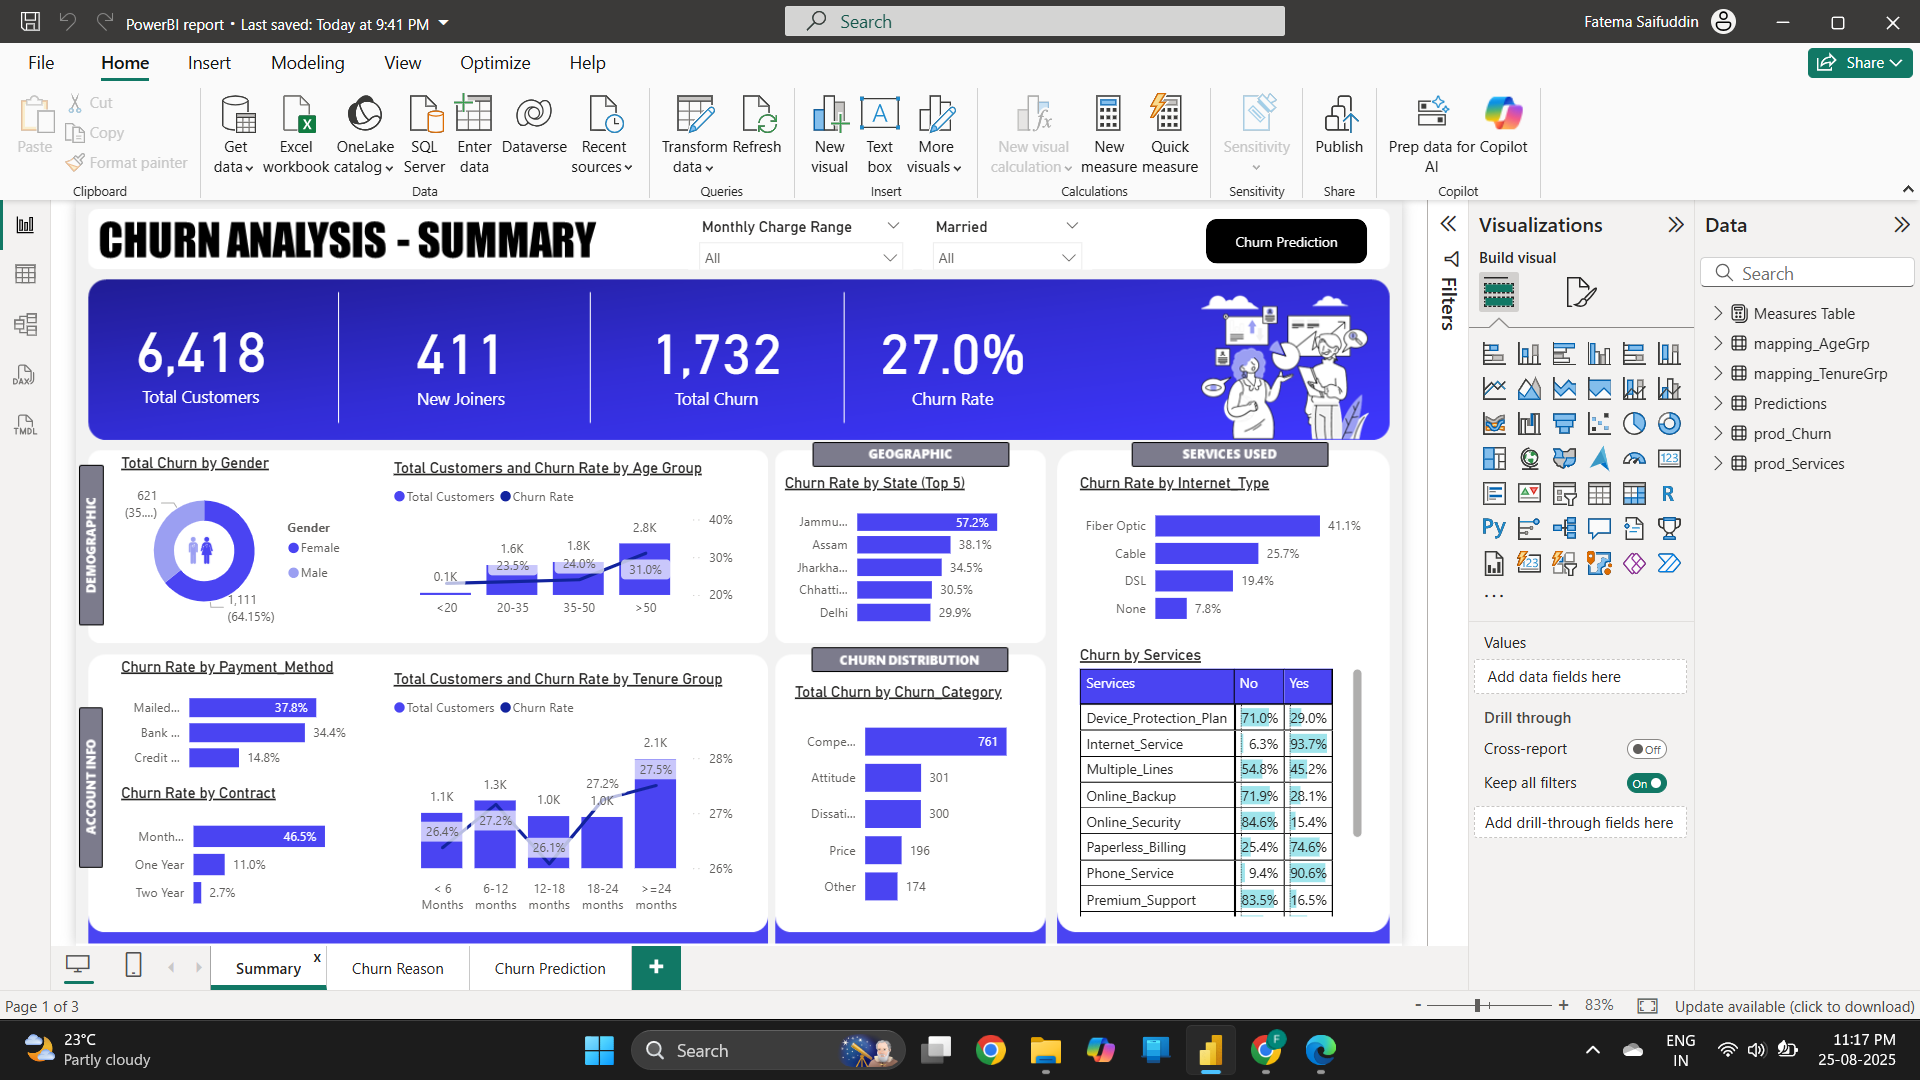 PowerBI report • Last saved: Today at 9:41 PM
Search
Fatema Saifuddin
File
Home
Insert
Modeling
View
Optimize
Help
Share
Paste
Cut
Copy
Format painter
Clipboard
Get data
Excel workbook
OneLake catalog
SQL Server
Enter data
Dataverse
Recent sources
Data
Transform data
Refresh
Queries
New visual
Text box
More visuals
Insert
New visual calculation
New measure
Quick measure
Calculations
Sensitivity
Sensitivity
Publish
Share
Prep data for AI
Copilot
Copilot
CHURN ANALYSIS - SUMMARY
Monthly Charge Range
All
Married
All
Churn Prediction
6,418
Total Customers
411
New Joiners
1,732
Total Churn
27.0%
Churn Rate
DEMOGRAPHIC
Total Churn by Gender
621
(35....)
1,111
(64.15%)
Gender
Female
Male
Total Customers and Churn Rate by Age Group
Total Customers
Churn Rate
0.1K
1.6K
23.5%
1.8K
24.0%
2.8K
31.0%
40%
30%
20%
<20
20-35
35-50
>50
GEOGRAPHIC
Churn Rate by State (Top 5)
Jammu... 57.2%
Assam 38.1%
Jharkha... 34.5%
Chhatti... 30.5%
Delhi 29.9%
SERVICES USED
Churn Rate by Internet_Type
Fiber Optic 41.1%
Cable 25.7%
DSL 19.4%
None 7.8%
ACCOUNT INFO
Churn Rate by Payment_Method
Mailed... 37.8%
Bank ... 34.4%
Credit ... 14.8%
Churn Rate by Contract
Month... 46.5%
One Year 11.0%
Two Year 2.7%
Total Customers and Churn Rate by Tenure Group
Total Customers
Churn Rate
1.1K
26.4%
1.3K
27.2%
1.0K
26.1%
27.2%
1.0K
2.1K
27.5%
28%
27%
26%
< 6 Months
6-12 months
12-18 months
18-24 months
>=24 months
CHURN DISTRIBUTION
Total Churn by Churn_Category
Compe... 761
Attitude 301
Dissati... 300
Price 196
Other 174
Churn by Services
Services No Yes
Device_Protection_Plan 71.0% 29.0%
Internet_Service 6.3% 93.7%
Multiple_Lines 54.8% 45.2%
Online_Backup 71.9% 28.1%
Online_Security 84.6% 15.4%
Paperless_Billing 25.4% 74.6%
Phone_Service 9.4% 90.6%
Premium_Support 83.5% 16.5%
Filters
Visualizations
Build visual
123
R
Py
123
...
Values
Add data fields here
Drill through
Cross-report
Off
Keep all filters
On
Add drill-through fields here
Data
Search
Measures Table
mapping_AgeGrp
mapping_TenureGrp
Predictions
prod_Churn
prod_Services
DAX
TMDL
Summary
x
Churn Reason
Churn Prediction
+
Page 1 of 3
-
+
83%
Update available (click to download)
23°C
Partly cloudy
Search
F
ENG
IN
11:17 PM
25-08-2025